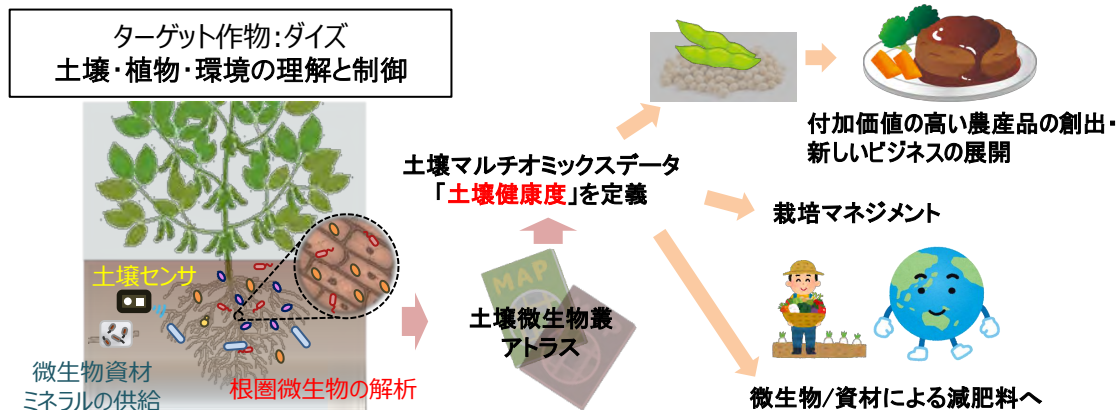 ターゲット作物:ダイズ
土壌・植物・環境の理解と制御
土壌センサ
微生物資材
ミネラルの供給
根圏微生物の解析
土壌マルチオミックスデータ
「土壌健康度」を定義
MAP
土壌微生物叢
アトラス
付加価値の高い農産品の創出・
新しいビジネスの展開
栽培マネジメント
微生物/資材による減肥料へ